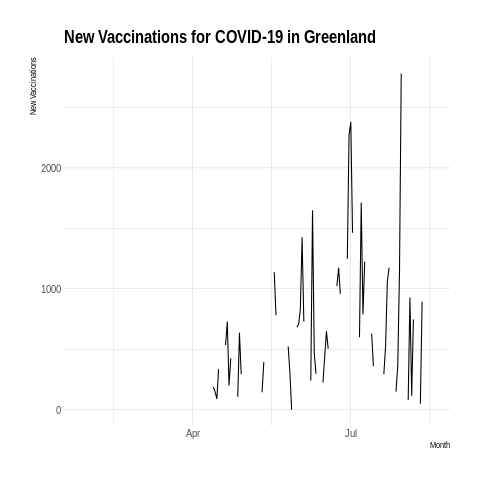 New Vaccinations for COVID-19 in Greenland
New Vaccinations
2000
1000
0
Apr
Jul
Month